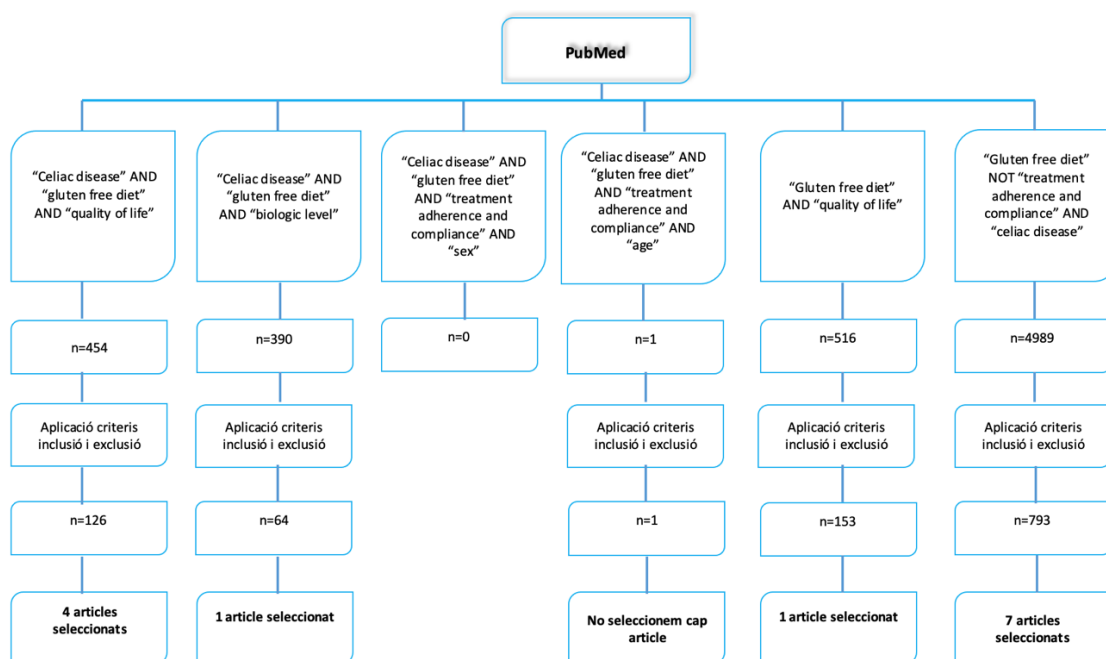 PubMed
“Celiac disease” AND
“gluten free diet”
AND “quality of life”
“Celiac disease” AND
“gluten free diet”
AND “biologic level”
“Celiac disease” AND
“gluten free diet”
AND “treatment
adherence and
compliance” AND
“sex”
“Celiac disease” AND
“gluten free diet”
AND “treatment
adherence and
compliance” AND
“age”
“Gluten free diet”
AND “quality of life”
“Gluten free diet”
NOT “treatment
adherence and
compliance” AND
“celiac disease”
n=454
n=390
n=0
n=1
n=516
n=4989
Aplicació criteris
inclusió i exclusió
Aplicació criteris
inclusió i exclusió
Aplicació criteris
inclusió i exclusió
Aplicació criteris
inclusió i exclusió
Aplicació criteris
inclusió i exclusió
n=126
n=64
n=1
n=153
n=793
4 articles
seleccionats
1 article seleccionat
No seleccionem cap
article
1 article seleccionat
7 articles
seleccionats